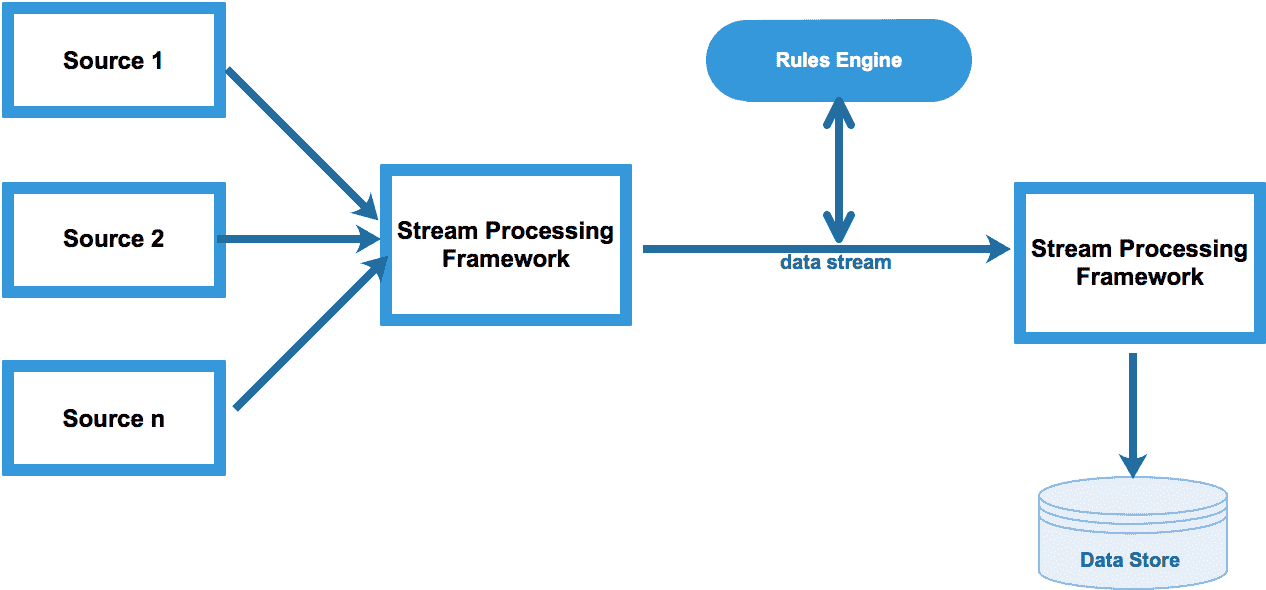 Source 1
Rules Engine
Source 2
Stream Processing
Framework
data stream
Stream Processing
Framework
Source n
Data Store